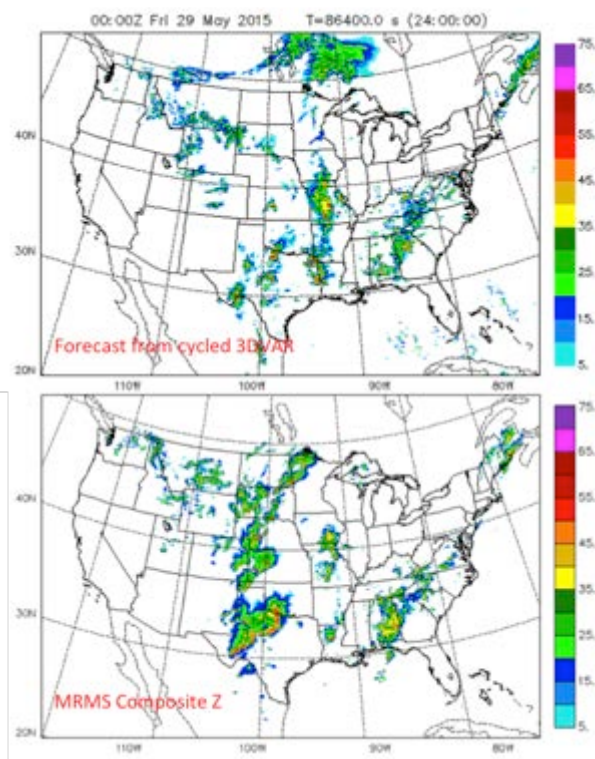 00:00Z Fri 29 May 2015 T=86400.0 s (24:00:00)
75.
65.
55.
45.
35.
25.
15.
5.
40N
30N
20N
Forecast from cycled 3DVAR
110W 100W 90W 80W
75.
65.
55.
45.
35.
25.
15.
5.
40N
30N
20N
MRMS Composite Z
110W 100W 90W 80W